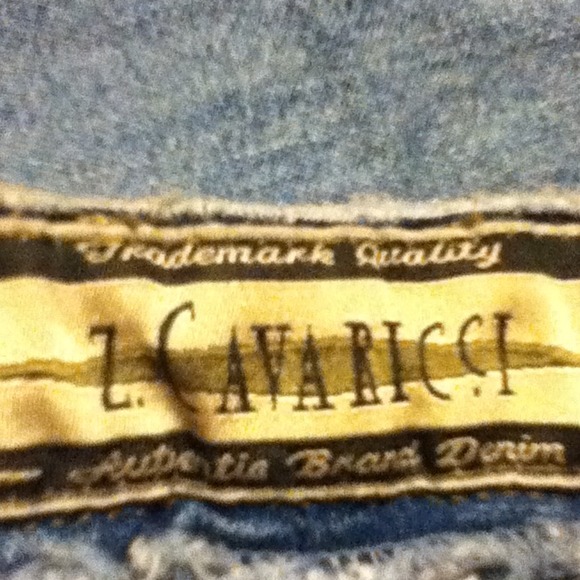 Trademark Quality
Z. CAVARICCI
Authentic Brand Denim